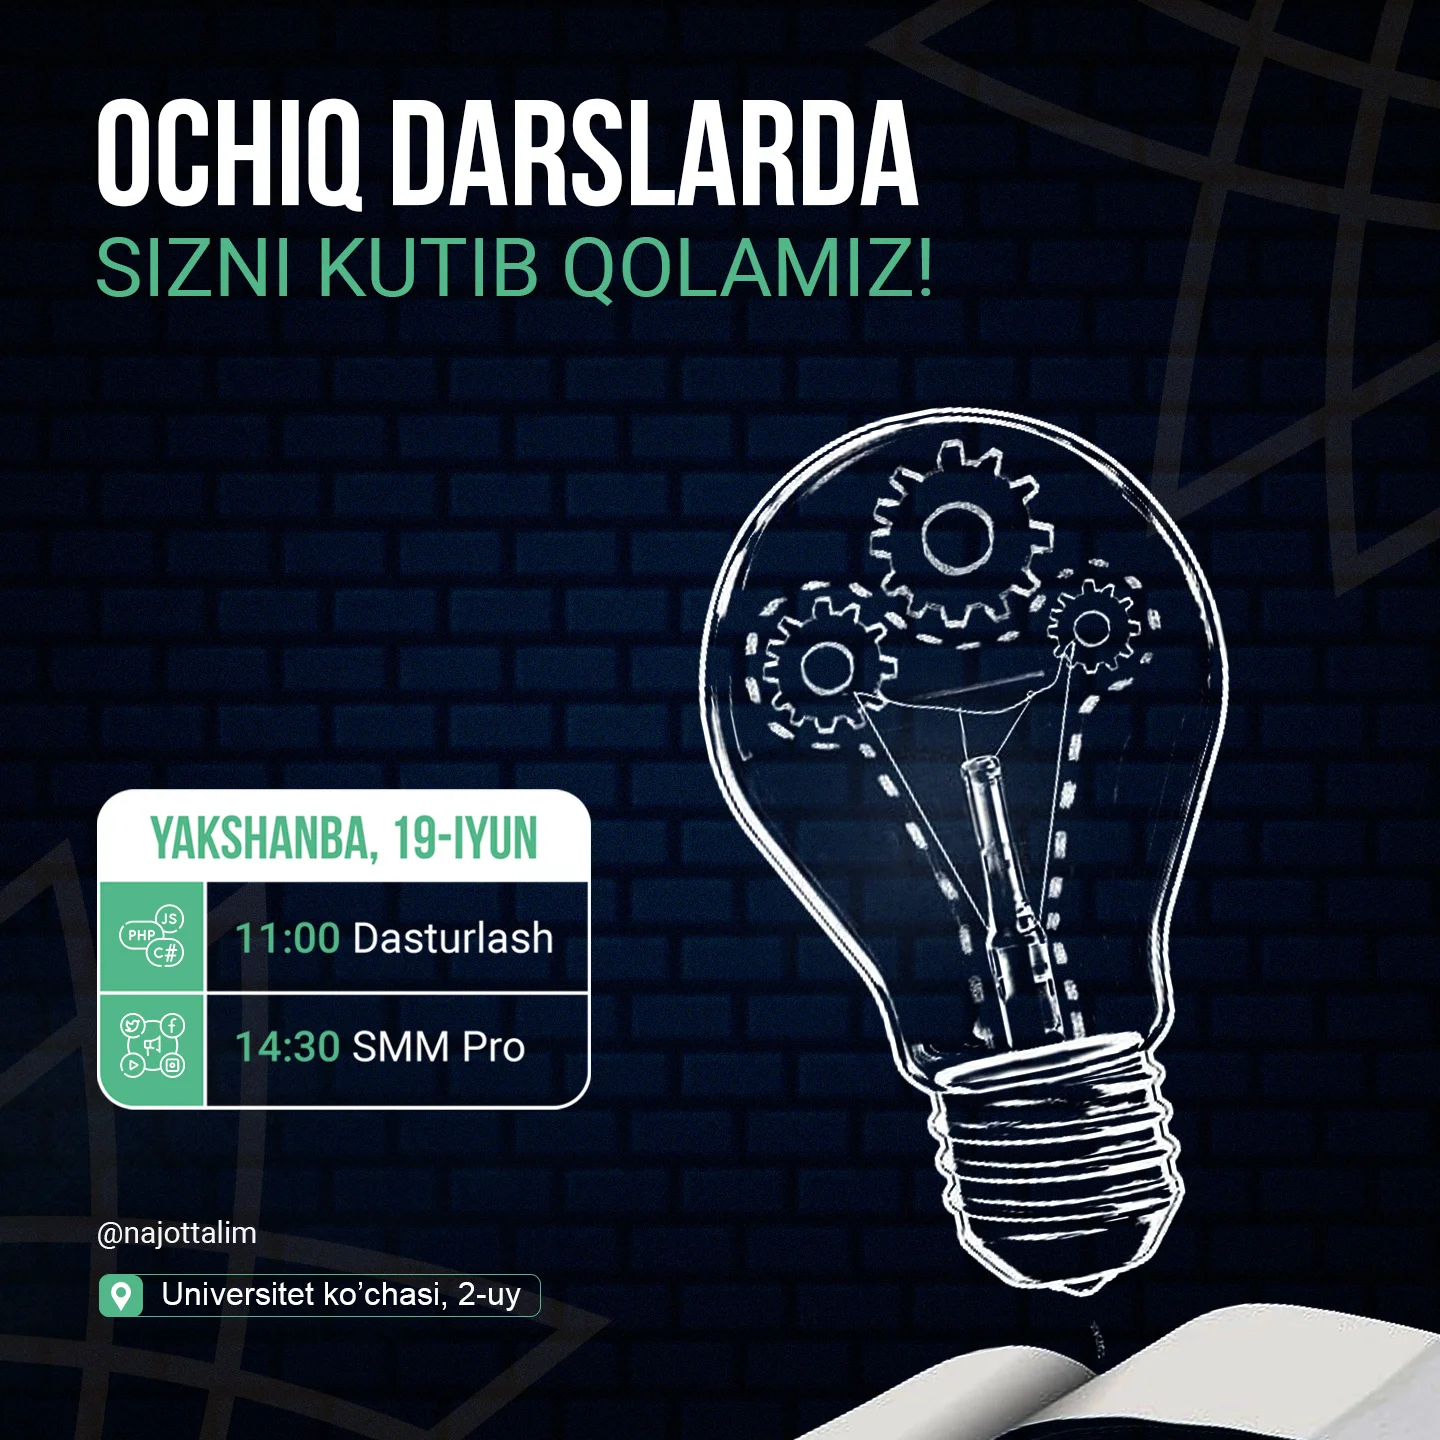 OCHIQ DARSLARDA
SIZNI KUTIB QOLAMIZ!
YAKSHANBA, 19-IYUN
JS
PHP
C#
11:00 Dasturlash
14:30 SMM Pro
@najottalim
Universitet ko’chasi, 2-uy